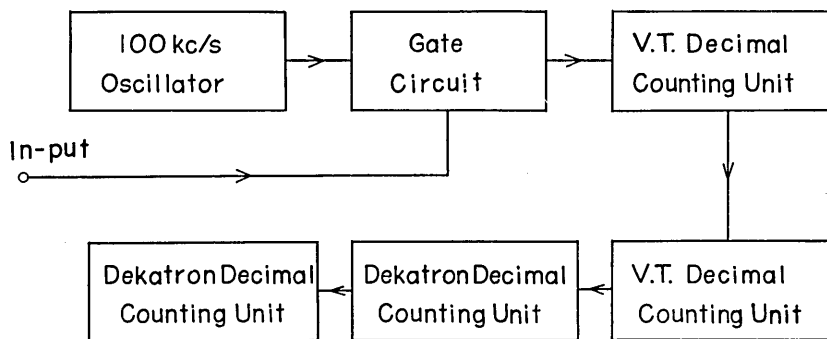 100 kc/s
Oscillator
Gate
Circuit
V.T. Decimal
Counting Unit
In-put
Dekatron Decimal
Counting Unit
Dekatron Decimal
Counting Unit
V.T. Decimal
Counting Unit